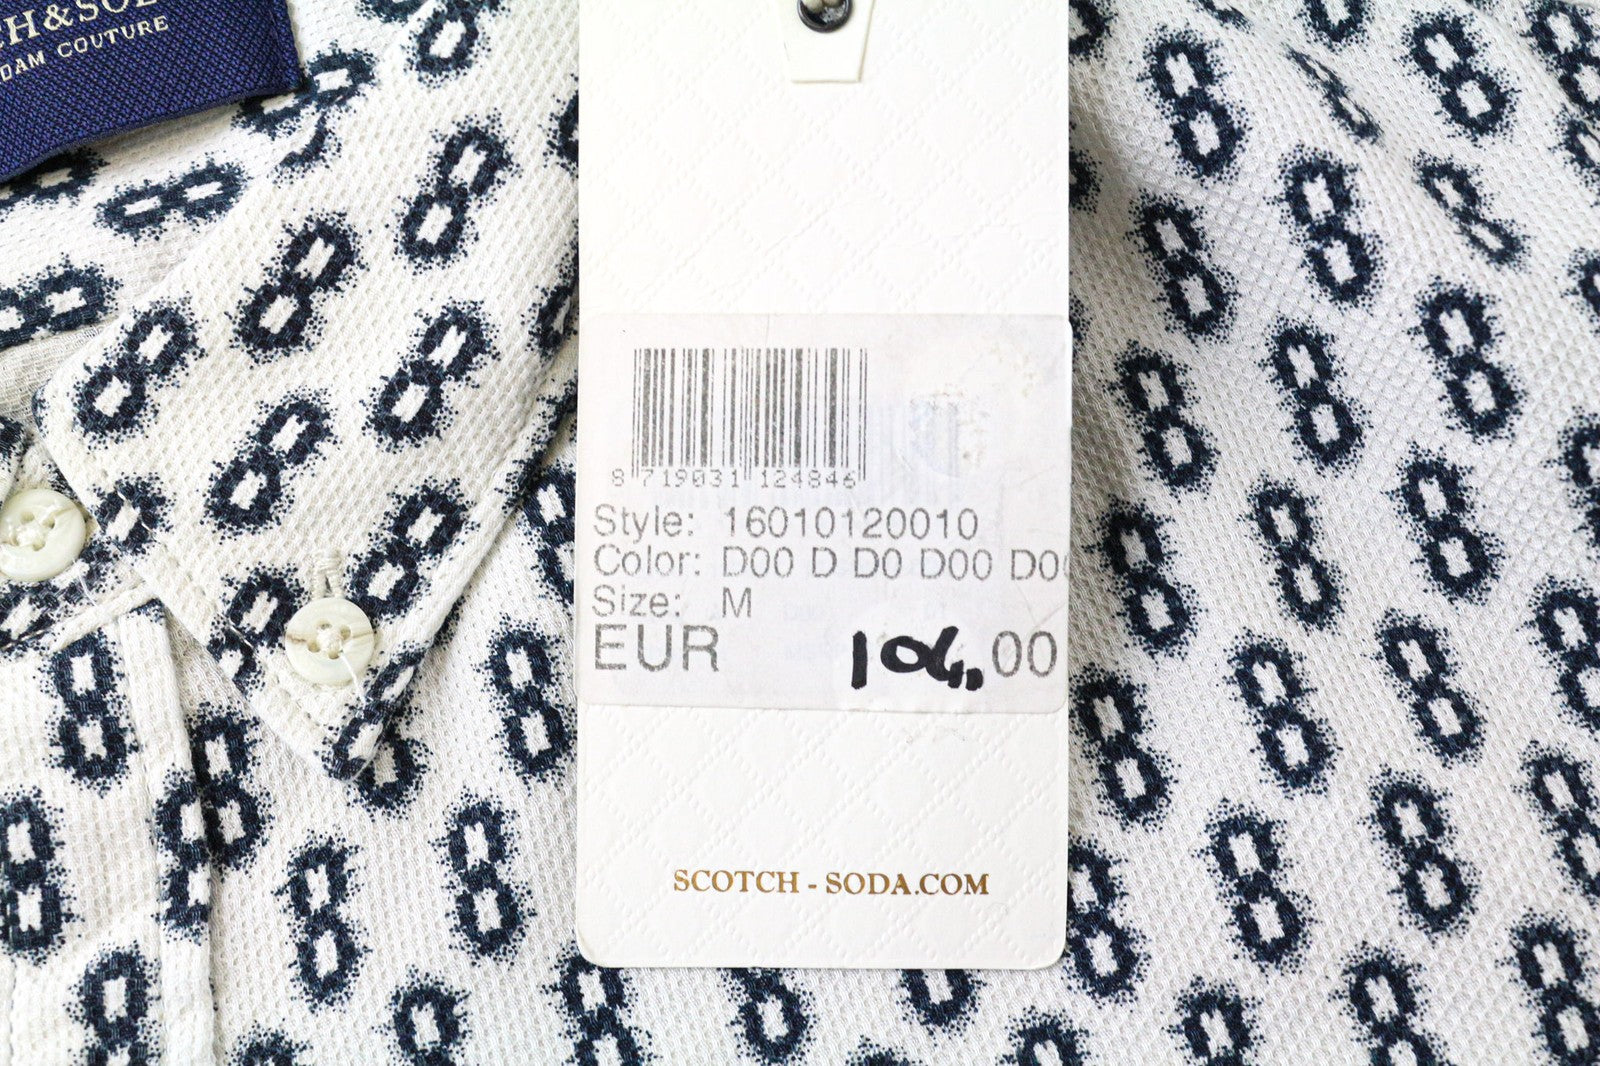 CH&SO
DAM COUTURE
8 719031 124846
Style: 16010120010
Color: D00 D D0 D00 D0
Size: M
EUR 104,,00
SCOTCH - SODA.COM